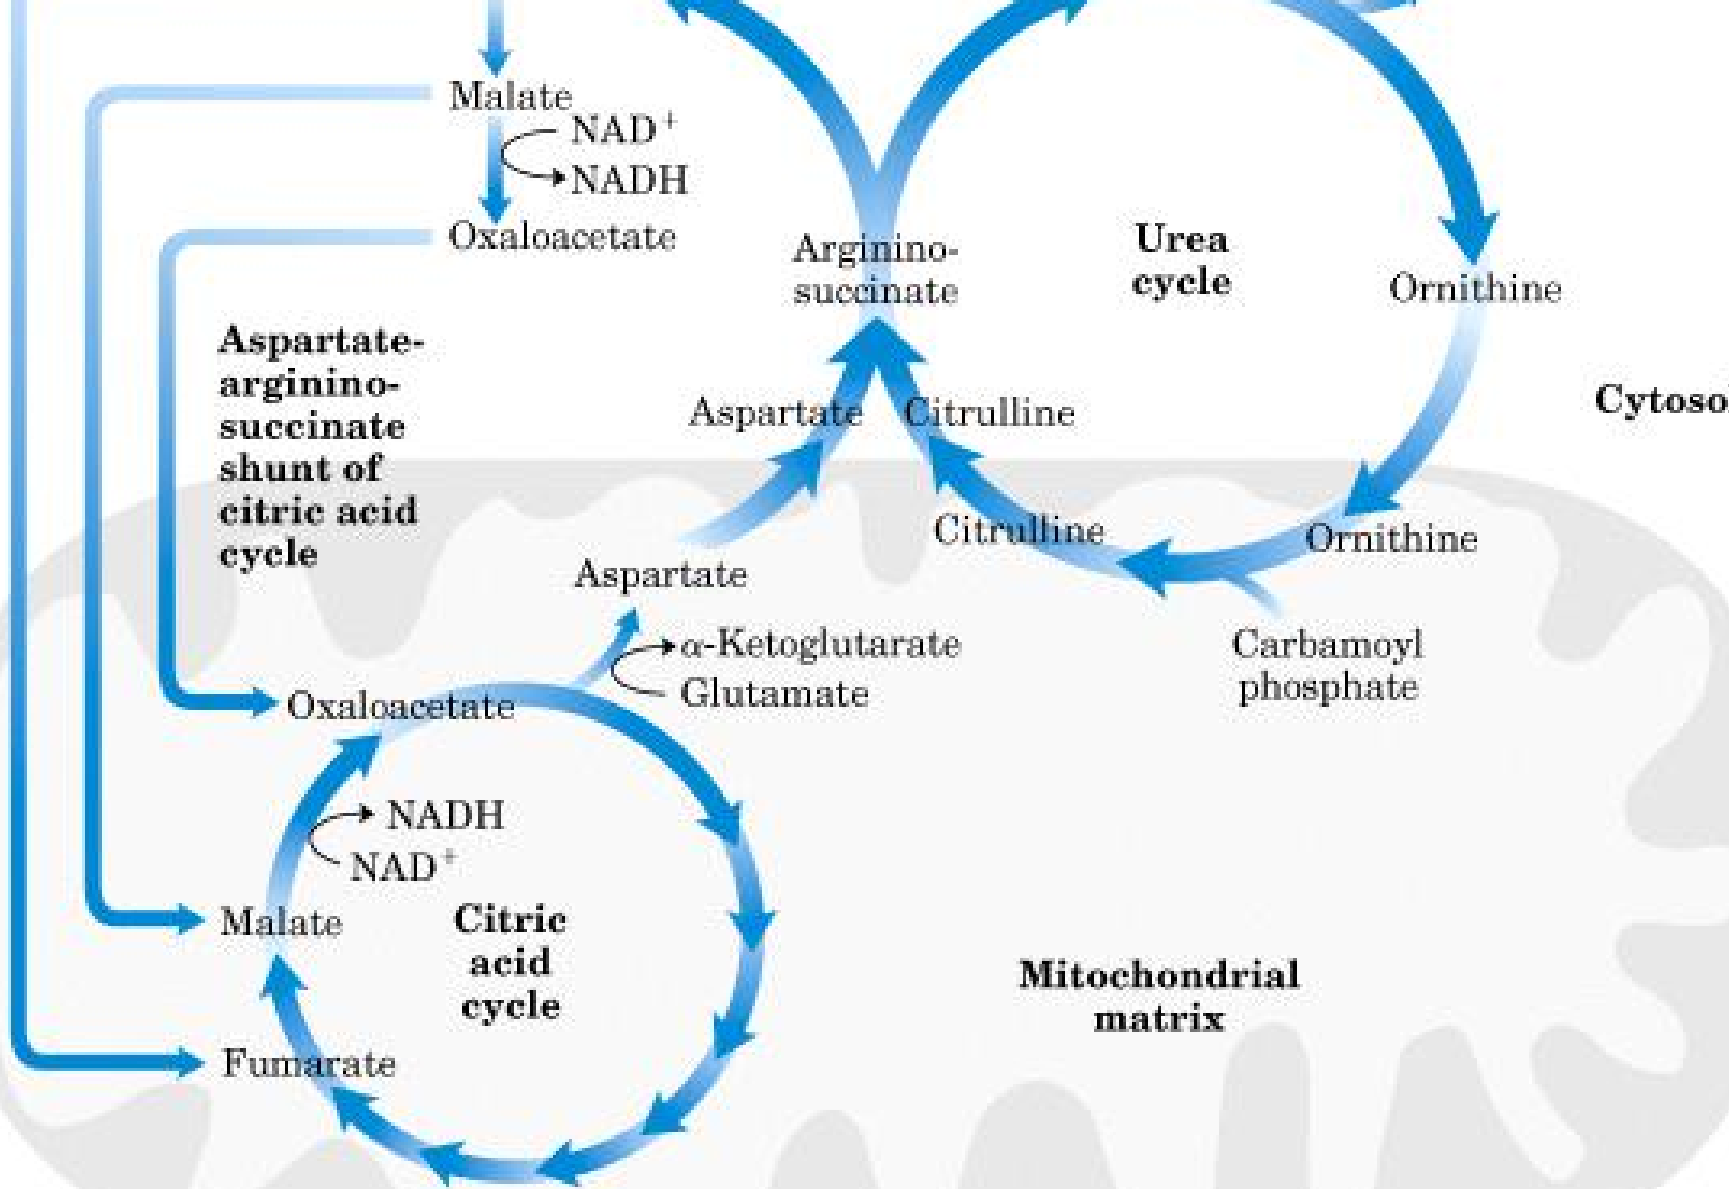 Malate
NAD+
NADH
Oxaloacetate
Arginino-
succinate
Urea
cycle
Ornithine
Aspartate-
arginino-
succinate
shunt of
citric acid
cycle
Aspartate
Citrulline
Cytoso
Citrulline
Ornithine
Aspartate
α-Ketoglutarate
Glutamate
Carbamoyl
phosphate
Oxaloacetate
NADH
NAD+
Malate
Citric
acid
cycle
Mitochondrial
matrix
Fumarate